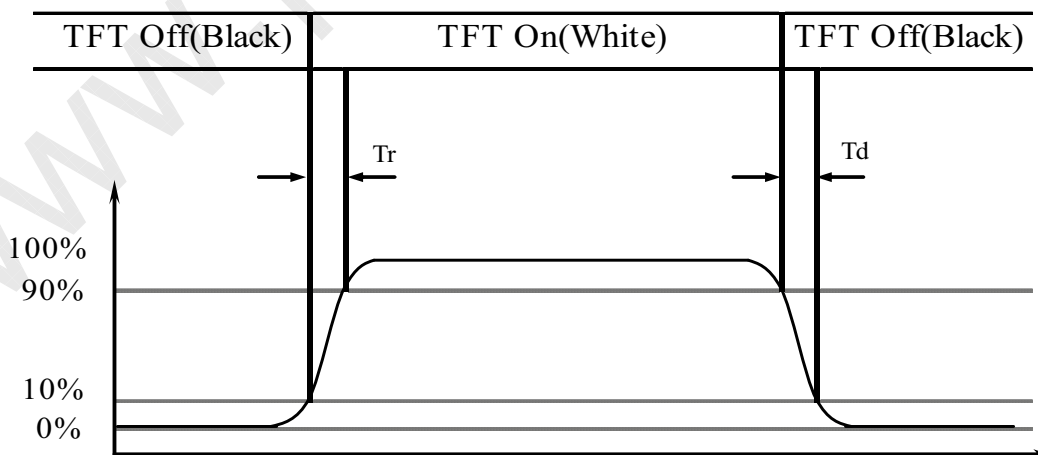 TFT Off(Black) TFT On(White) TFT Off(Black)
Tr Td
100%
90%
10%
0%